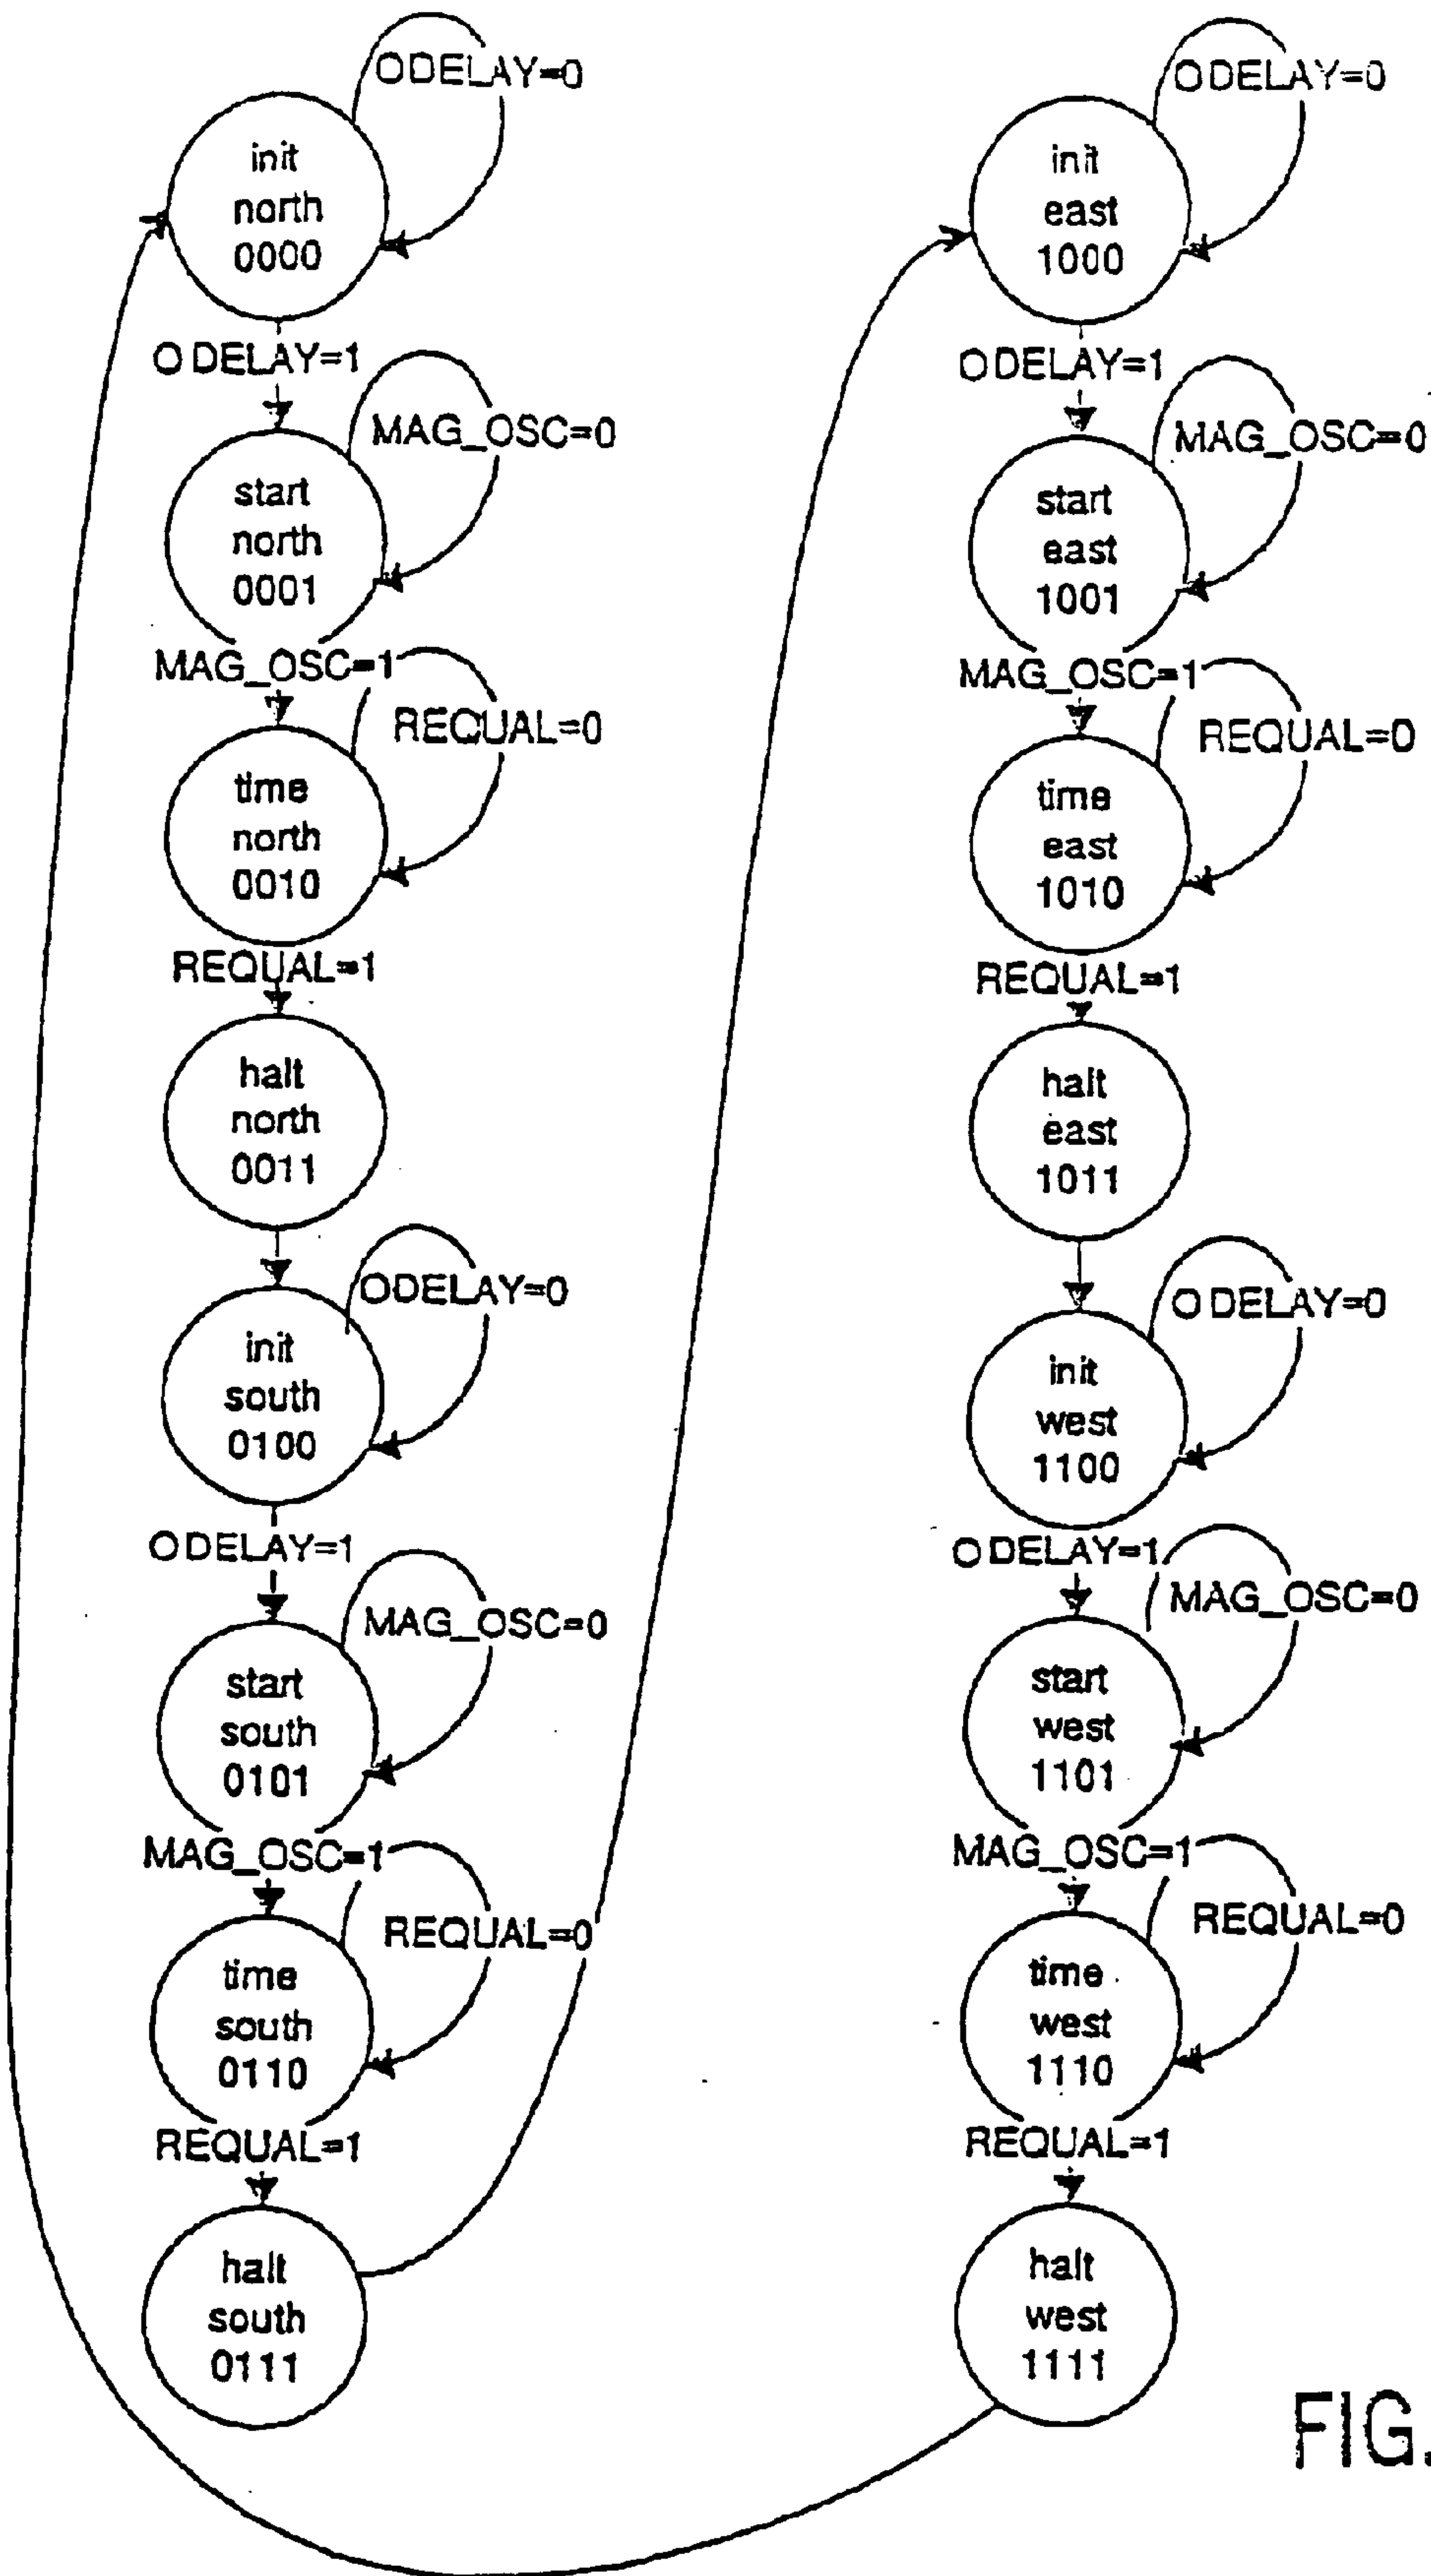 ODELAY=0
init
north
0000
ODELAY=1
MAG_OSC=0
start
north
0001
MAG_OSC=1
REQUAL=0
time
north
0010
REQUAL=1
halt
north
0011
ODELAY=0
init
south
0100
ODELAY=1
MAG_OSC=0
start
south
0101
MAG_OSC=1
REQUAL=0
time
south
0110
REQUAL=1
halt
south
0111
ODELAY=0
init
east
1000
ODELAY=1
MAG_OSC=0
start
east
1001
MAG_OSC=1
REQUAL=0
time
east
1010
REQUAL=1
halt
east
1011
ODELAY=0
init
west
1100
ODELAY=1
MAG_OSC=0
start
west
1101
MAG_OSC=1
REQUAL=0
time
west
1110
REQUAL=1
halt
west
1111
FIG.